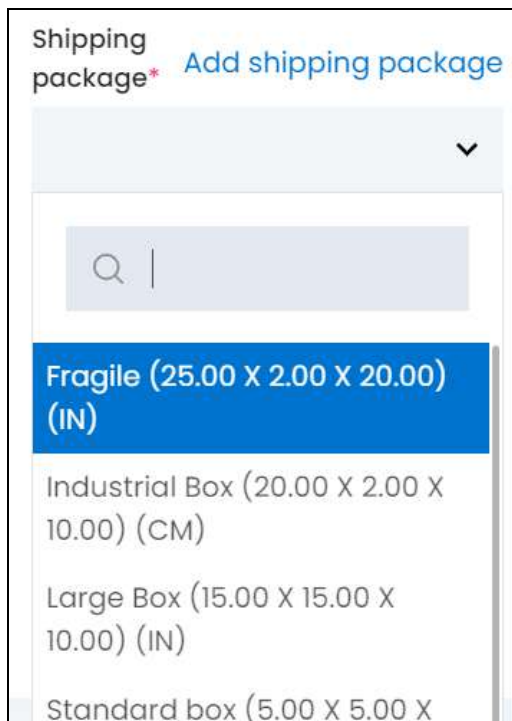 Shipping
package* Add shipping package
Fragile (25.00 X 2.00 X 20.00)
(IN)
Industrial Box (20.00 X 2.00 X
10.00) (CM)
Large Box (15.00 X 15.00 X
10.00) (IN)
Standard box (5.00 X 5.00 X